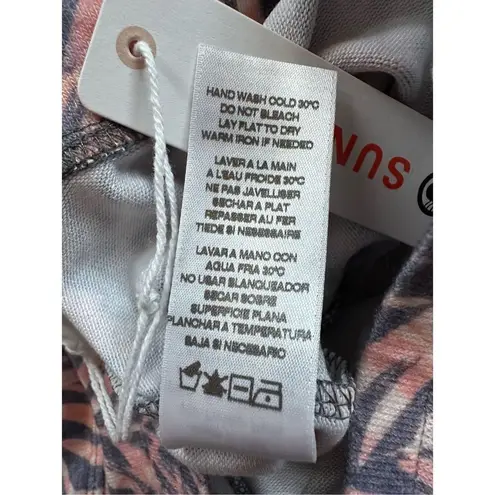 HAND WASH COLD 30°C
DO NOT BLEACH
LAY FLAT TO DRY
WARM IRON IF NEEDED
LAVER A LA MAIN
A L'EAU FROIDE 30°C
NE PAS JAVELLISER
SECHAR A PLAT
REPASSER AU FER
TIEDE SI NECESSAIRE
LAVAR A MANO CON
AQUA FRIA 30°C
NO USAR BLANQUEADOR
SECAR SOBRE
SUPERFICIE PLANA
PLANCHAR A TEMPERATURA
BAJA SI NECESARIO
SUN